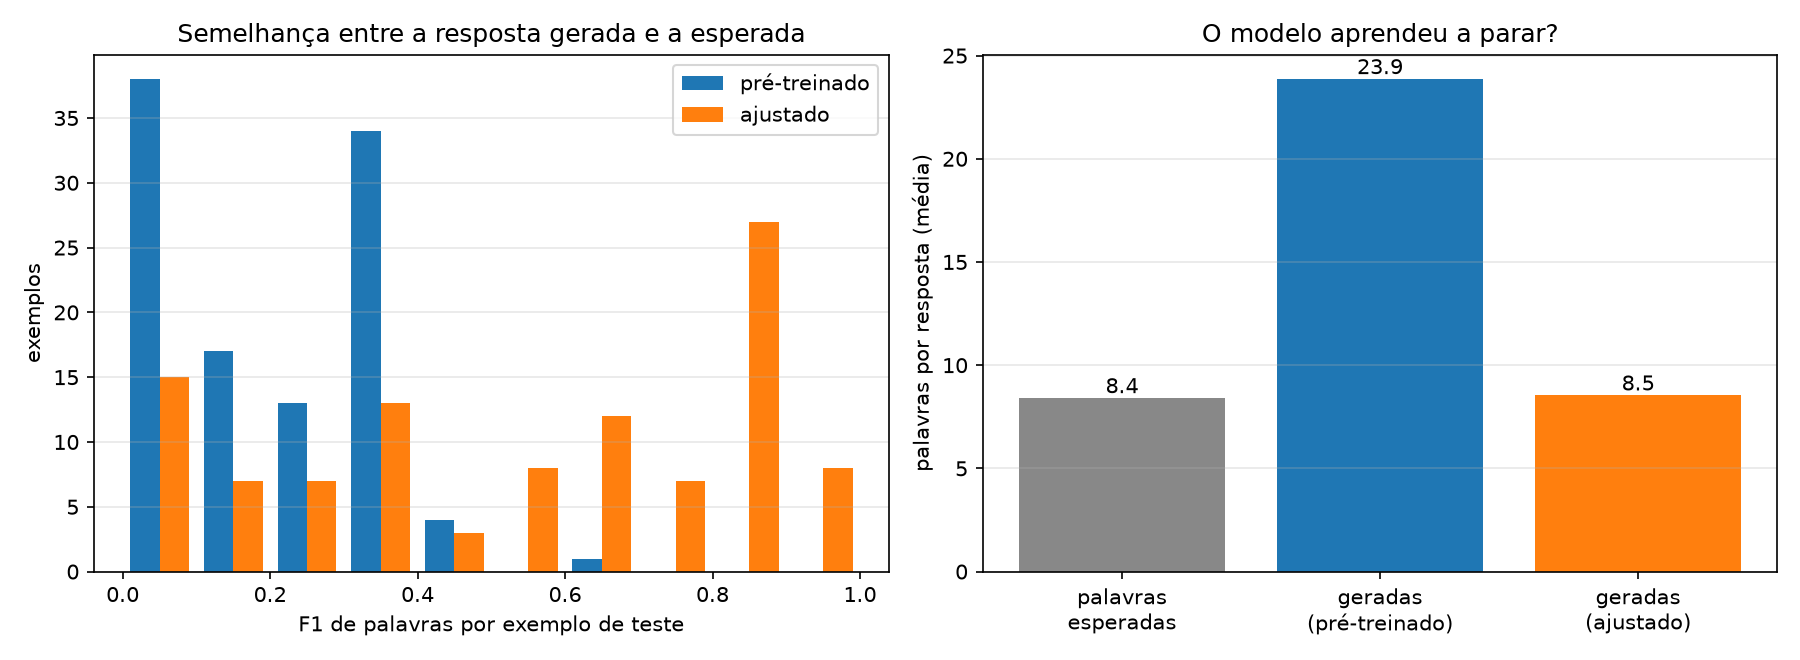 Semelhança entre a resposta gerada e a esperada
exemplos
35
30
25
20
15
10
5
0
0.0 0.2 0.4 0.6 0.8 1.0
F1 de palavras por exemplo de teste
pré-treinado
ajustado
O modelo aprendeu a parar?
palavras por resposta (média)
25
20
15
10
5
0
8.4
23.9
8.5
palavras
esperadas
geradas
(pré-treinado)
geradas
(ajustado)